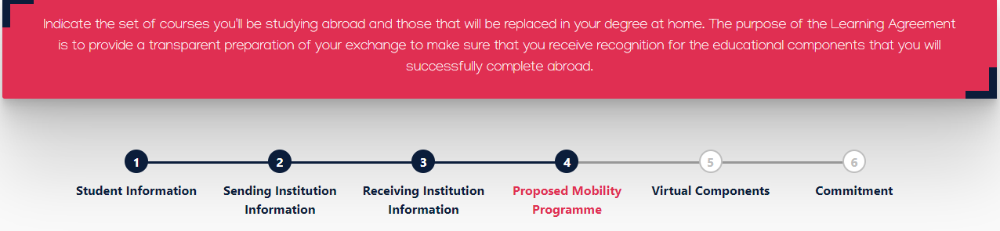 Indicate the set of courses you'll be studying abroad and those that will be replaced in your degree at home. The purpose of the Learning Agreement
is to provide a transparent preparation of your exchange to make sure that you receive recognition for the educational components that you will
successfully complete abroad.
1 2 3 4 5 6
Student Information Sending Institution Receiving Institution Proposed Mobility Virtual Components Commitment
Information Information Programme